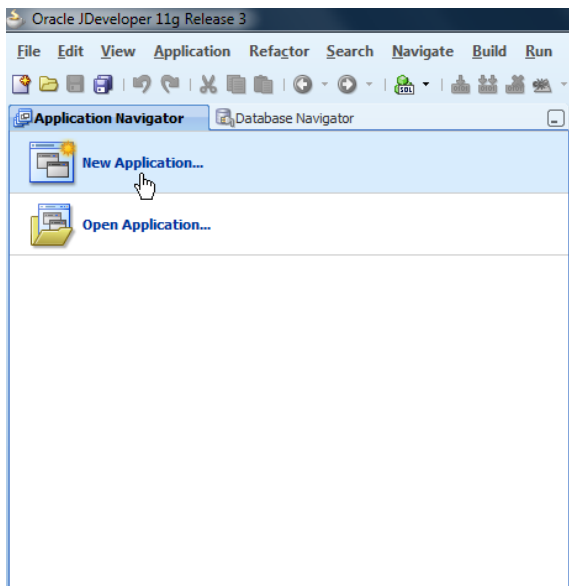 Oracle JDeveloper 11g Release 3
File Edit View Application Refactor Search Navigate Build Run
SQL
Application Navigator Database Navigator
New Application...
Open Application...